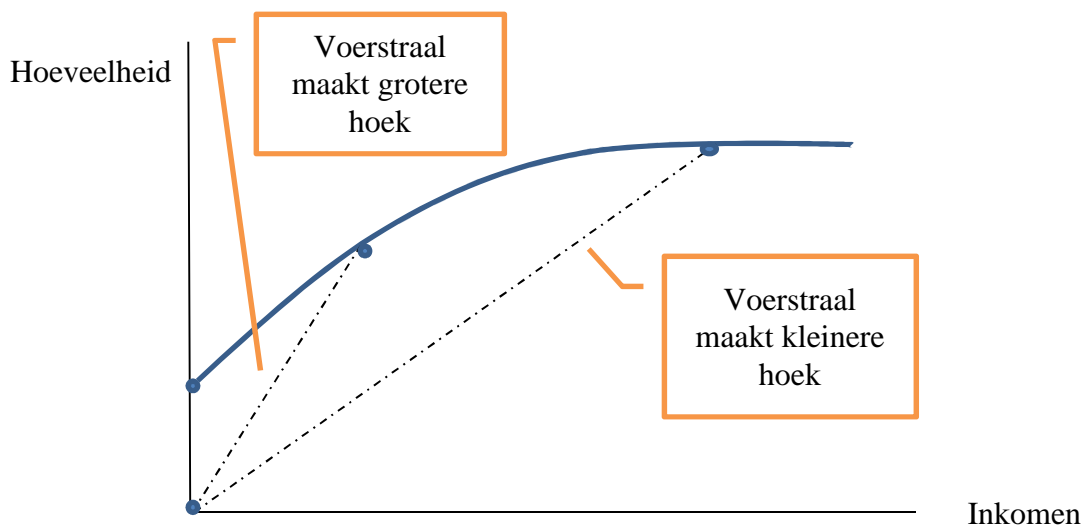 Hoeveelheid
Voerstraal
maakt grotere
hoek
Voerstraal
maakt kleinere
hoek
Inkomen